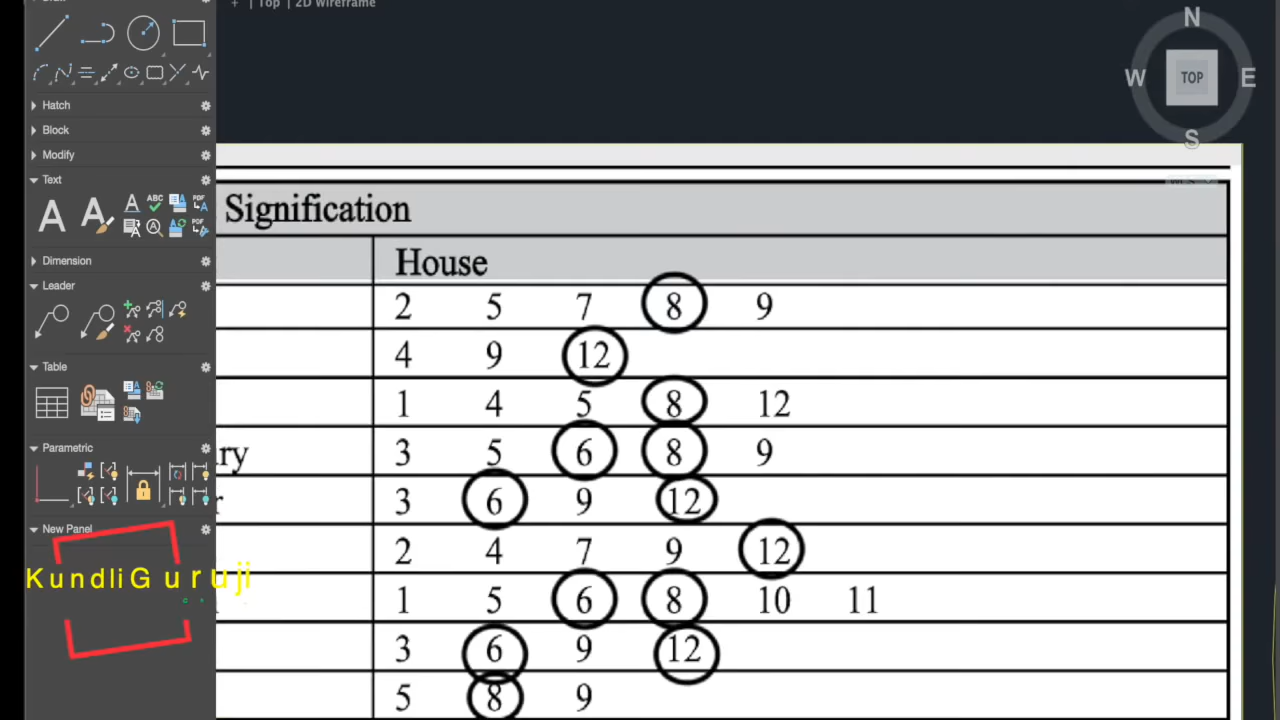 + | Top | 2D Wireframe
N
W TOP E
S
Hatch
Block
Modify
Text
A A A ABC PDF A
PDF
Dimension
Leader
Table
Parametric
New Panel
KundliGuruji
Signification
House
2 5 7 8 9
4 9 12
1 4 5 8 12
ry 3 5 6 8 9
r 3 6 9 12
2 4 7 9 12
1 5 6 8 10 11
3 6 9 12
5 8 9